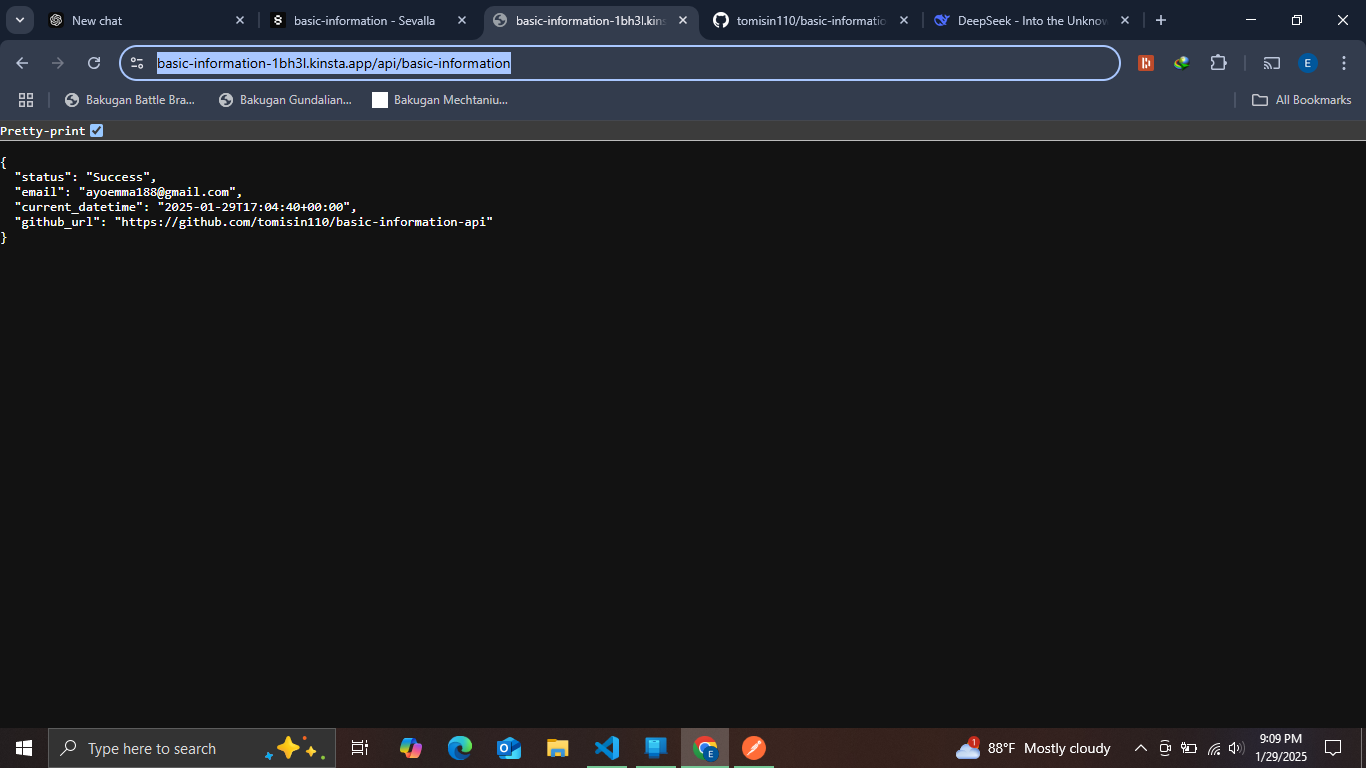 New chat
basic-information - Sevalla
basic-information-1bh3l.kins
tomisin110/basic-informatio
DeepSeek - Into the Unknow
basic-information-1bh3l.kinsta.app/api/basic-information
E
Bakugan Battle Bra...
Bakugan Gundalian...
Bakugan Mechtaniu...
All Bookmarks
Pretty-print
{
"status": "Success",
"email": "ayoemma188@gmail.com",
"current_datetime": "2025-01-29T17:04:40+00:00",
"github_url": "https://github.com/tomisin110/basic-information-api"
}
Type here to search
E
1
88°F Mostly cloudy
9:09 PM
1/29/2025